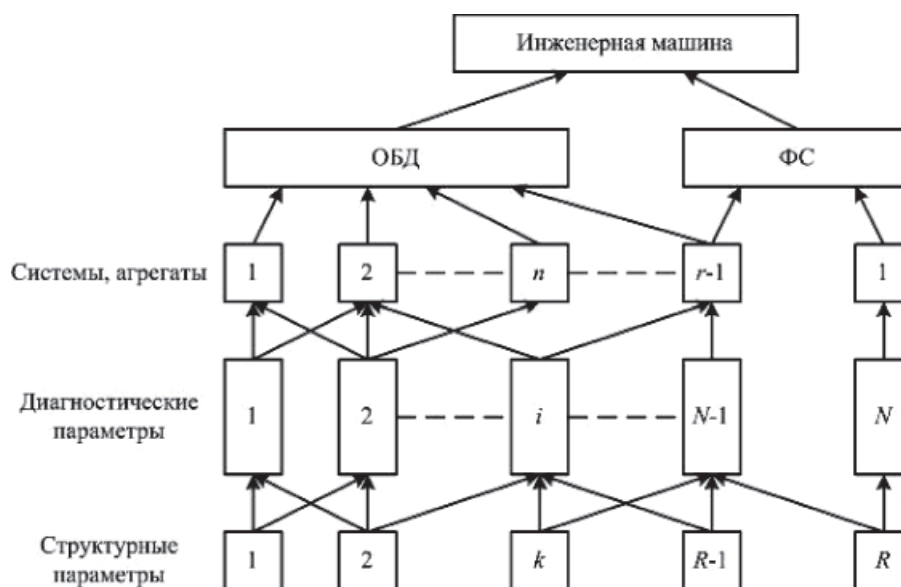 Инженерная машина
ОБД ФС
Системы, агрегаты 1 2 n r-1 1
Диагностические
параметры
1 2 i N-1 N
Структурные
параметры
1 2 k R-1 R